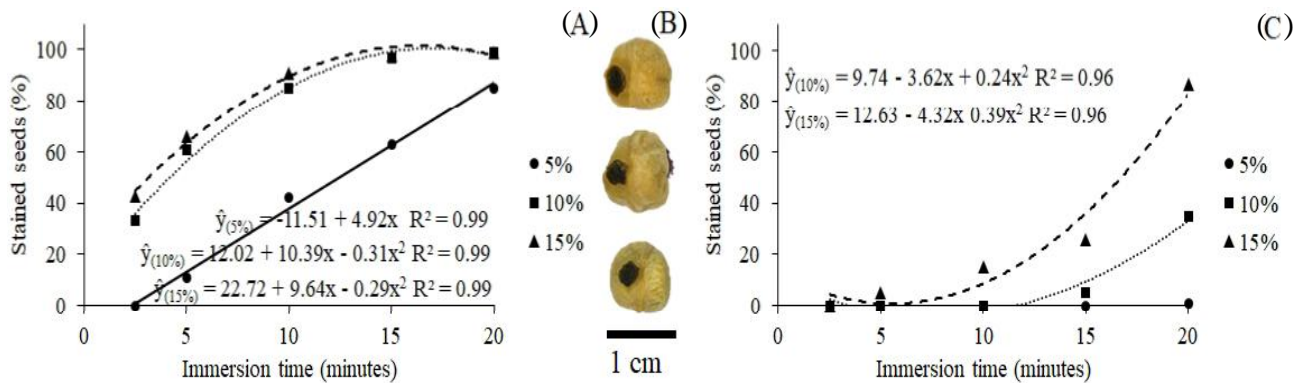 (A)
Stained seeds (%)
100
80
60
40
20
0
ŷ(5%) = -11.51 + 4.92x R² = 0.99
ŷ(10%) = 12.02 + 10.39x - 0.31x² R² = 0.99
ŷ(15%) = 22.72 + 9.64x - 0.29x² R² = 0.99
0 5 10 15 20
Immersion time (minutes)
5%
10%
15%
(B)
1 cm
(C)
Stained seeds (%)
100
80
60
40
20
0
ŷ(10%) = 9.74 - 3.62x + 0.24x² R² = 0.96
ŷ(15%) = 12.63 - 4.32x 0.39x² R² = 0.96
0 5 10 15 20
Immersion time (minutes)
5%
10%
15%